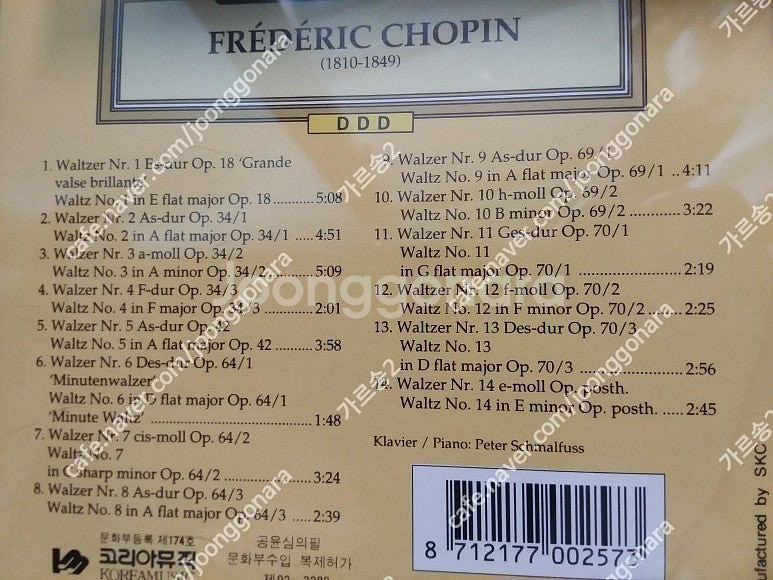 FRÉDÉRIC CHOPIN
(1810-1849)
DDD
1. Waltzer Nr. 1 Es-dur Op. 18 'Grande
valse brillante'
Waltz No. 1 in E flat major Op. 18 ........... 5:08
2. Walzer Nr. 2 As-dur Op. 34/1
Waltz No. 2 in A flat major Op. 34/1 ..... 4:51
3. Walzer Nr. 3 a-moll Op. 34/2
Waltz No. 3 in A minor Op. 34/2 ............ 5:09
4. Waltzer Nr. 4 F-dur Op. 34/3
Waltz No. 4 in F major Op. 34/3 ............ 2:01
5. Walzer Nr. 5 As-dur Op. 42
Waltz No. 5 in A flat major Op. 42 .......... 3:58
6. Walzer Nr. 6 Des-dur Op. 64/1
'Minutenwalzer'
Waltz No. 6 in D flat major Op. 64/1
'Minute Waltz' ........................................ 1:48
7. Walzer Nr. 7 cis-moll Op. 64/2
Waltz No. 7
in C sharp minor Op. 64/2 ..................... 3:24
8. Walzer Nr. 8 As-dur Op. 64/3
Waltz No. 8 in A flat major Op. 64/3 ..... 2:39
9. Walzer Nr. 9 As-dur Op. 69/1
Waltz No. 9 in A flat major Op. 69/1 .. 4:11
10. Walzer Nr. 10 h-moll Op. 69/2
Waltz No. 10 B minor Op. 69/2 ............ 3:22
11. Walzer Nr. 11 Ges-dur Op. 70/1
Waltz No. 11
in G flat major Op. 70/1 ..................... 2:19
12. Waltzer Nr. 12 f-moll Op. 70/2
Waltz No. 12 in F minor Op. 70/2 ........ 2:25
13. Waltzer Nr. 13 Des-dur Op. 70/3
Waltz No. 13
in D flat major Op. 70/3 ...................... 2:56
14. Walzer Nr. 14 e-moll Op. posth.
Waltz No. 14 in E minor Op. posth. ..... 2:45
Klavier / Piano: Peter Schmalfuss
8 712177 002573
문화부등록 제174호
코리아뮤직
KOREAMUSIC
공윤심의필
문화부수입 복제허가
manufactured by SKC
Joonggonara
cafe.naver.com/joonggonara
가르송2